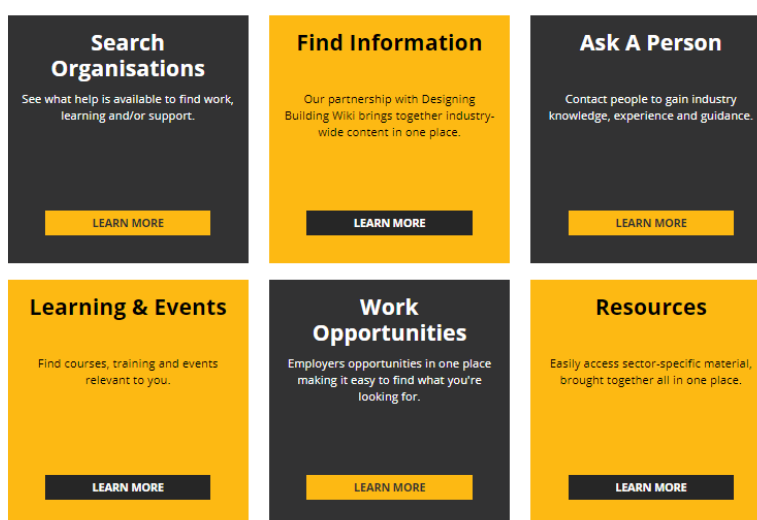 Search
Organisations
See what help is available to find work,
learning and/or support.
LEARN MORE
Find Information
Our partnership with Designing
Building Wiki brings together industry-
wide content in one place.
LEARN MORE
Ask A Person
Contact people to gain industry
knowledge, experience and guidance.
LEARN MORE
Learning & Events
Find courses, training and events
relevant to you.
LEARN MORE
Work
Opportunities
Employers opportunities in one place
making it easy to find what you're
looking for.
LEARN MORE
Resources
Easily access sector-specific material,
brought together all in one place.
LEARN MORE